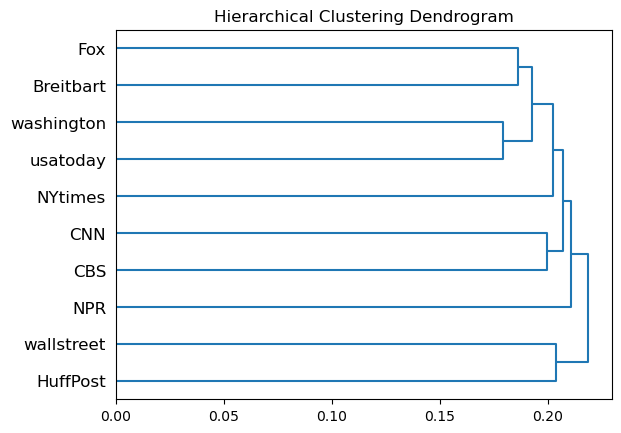 Hierarchical Clustering Dendrogram
Fox
Breitbart
washington
usatoday
NYtimes
CNN
CBS
NPR
wallstreet
HuffPost
0.00 0.05 0.10 0.15 0.20